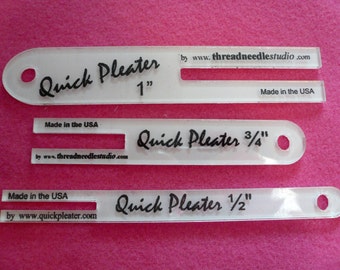 Quick Pleater
1"
by www.threadneedlestudio.com
Made in the USA
Made in the USA
by www.threadneedlestudio.com
Quick Pleater 3/4"
Made in the USA
by www.quickpleater.com
Quick Pleater 1/2"